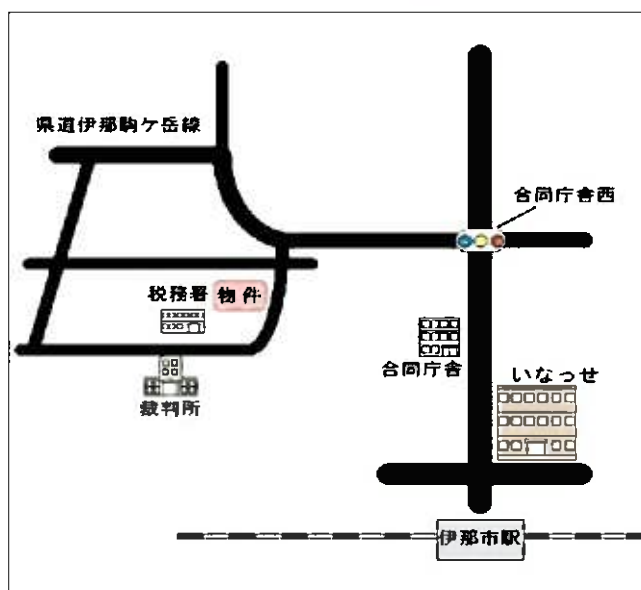 県道伊那駒ケ岳線
合同庁舎西
税務署
物件
合同庁舎
いなっせ
裁判所
伊那市駅